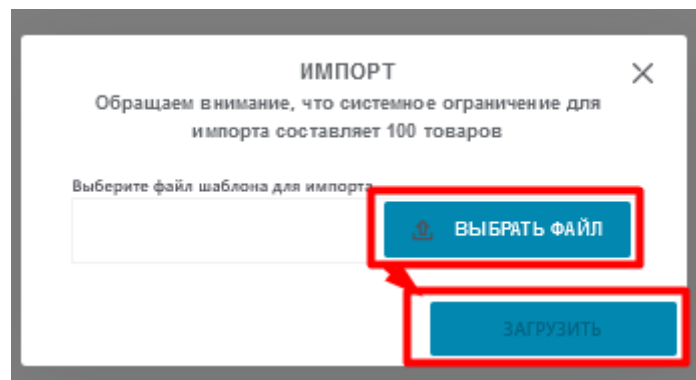 ИМПОРТ
Обращаем внимание, что системное ограничение для
импорта составляет 100 товаров
Выберите файл шаблона для импорта
ВЫБРАТЬ ФАЙЛ
ЗАГРУЗИТЬ